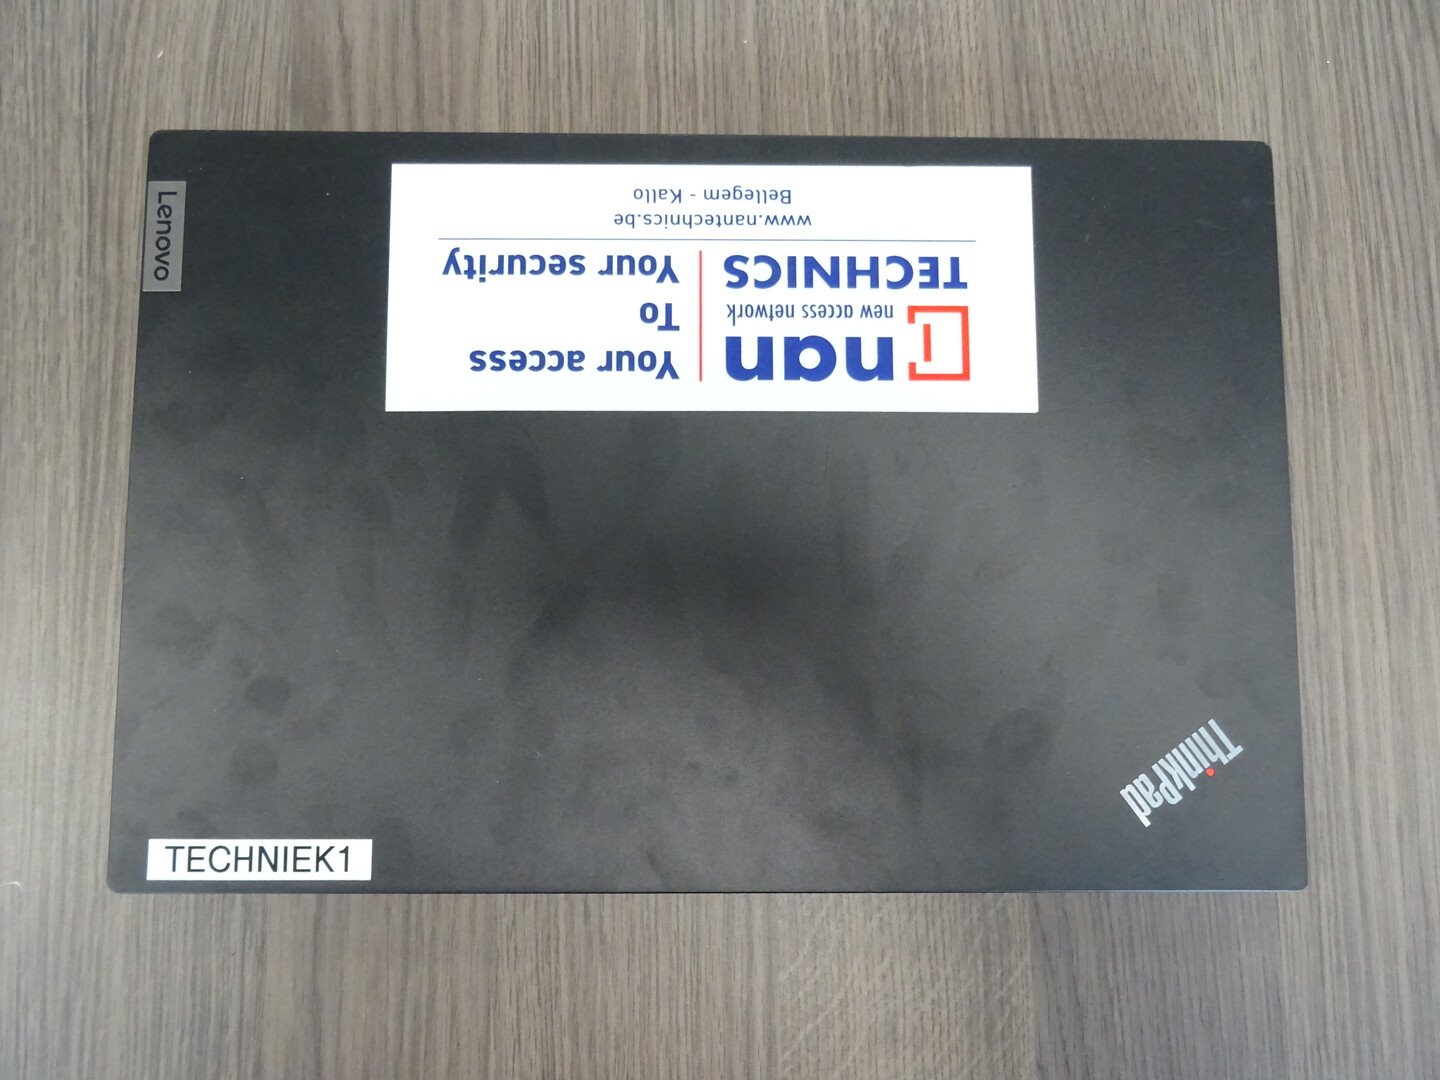 Lenovo
nan
new access network
TECHNICS
Your access
To
Your security
www.nantechnics.be
Bellegem - Kallo
ThinkPad
TECHNIEK1